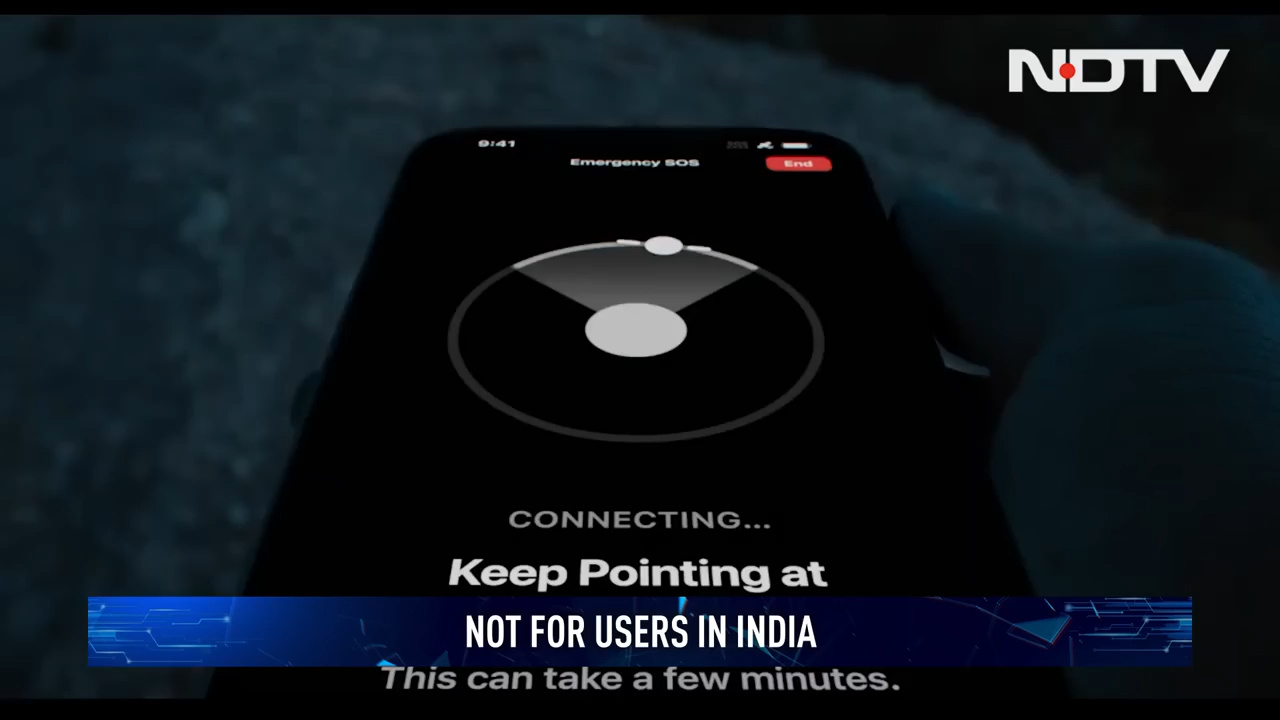 NDTV
9:41
Emergency SOS
End
CONNECTING...
Keep Pointing at
NOT FOR USERS IN INDIA
This can take a few minutes.